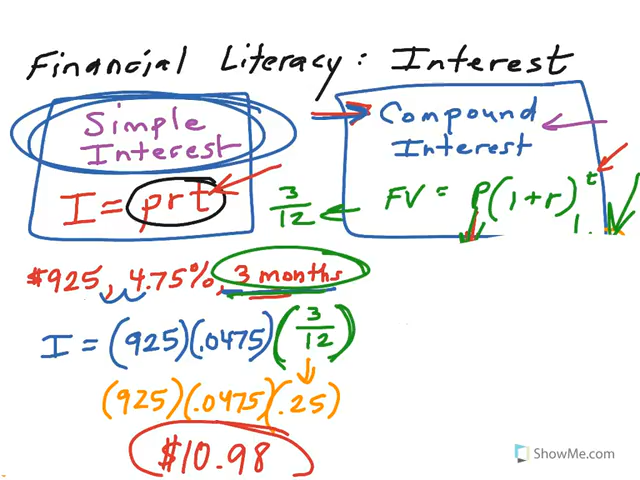 Financial Literacy: Interest
Simple
Interest
I = prt
3/12
Compound
Interest
FV = p(1+r)^t
1.
$925, 4.75%, 3 months
I = (925)(.0475)(3/12)
(925)(.0475)(.25)
$10.98
ShowMe.com